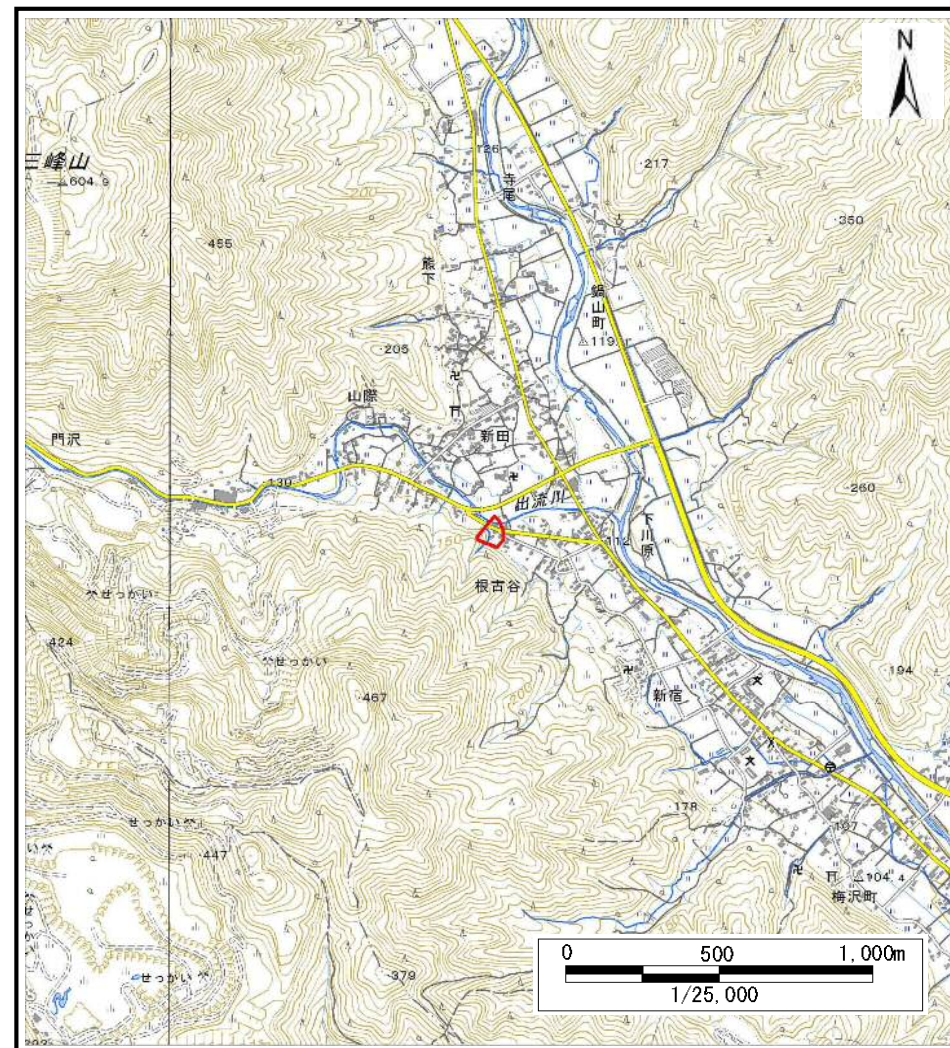 N
三峰山
604.9
217
126
寺尾
350
455
熊下
鍋山町
119
205
山際
新田
門沢
130
出流川
260
下川原
112
150
根古谷
せっかい
424
せっかい
467
194
新宿
178
せっかい
447
107
104.4
梅沢町
せっかい
379
0 500 1,000m
1/25,000